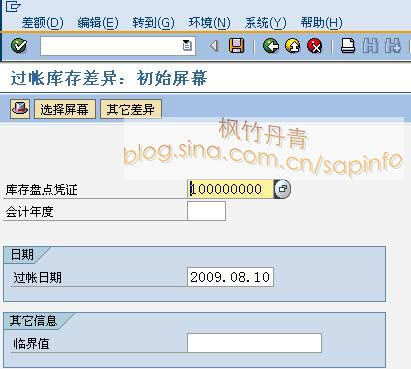 差额(D) 编辑(E) 转到(G) 环境(N) 系统(Y) 帮助(H)
过帐库存差异：初始屏幕
选择屏幕 其它差异
枫竹丹青
blog.sina.com.cn/sapinfo
库存盘点凭证 100000000
会计年度
日期
过帐日期 2009.08.10
其它信息
临界值